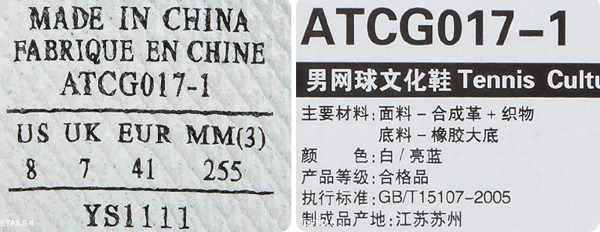 MADE IN CHINA
FABRIQUE EN CHINE
ATCG017-1
US UK EUR MM(3)
8 7 41 255
YS1111
ETAILS 4
ATCG017-1
男网球文化鞋 Tennis Cultu
主要材料:面料-合成革+织物
底料-橡胶大底
颜 色:白/亮蓝
产品等级:合格品
执行标准:GB/T15107-2005
制成品产地:江苏苏州